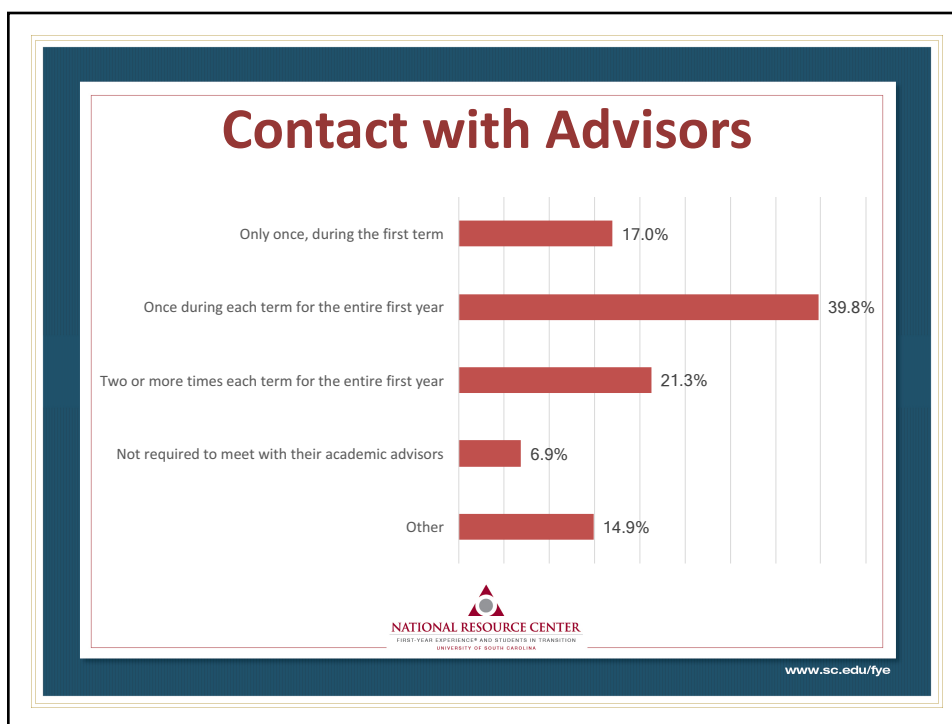 Contact with Advisors
Only once, during the first term
17.0%
Once during each term for the entire first year
39.8%
Two or more times each term for the entire first year
21.3%
Not required to meet with their academic advisors
6.9%
Other
14.9%
NATIONAL RESOURCE CENTER
FIRST-YEAR EXPERIENCE® AND STUDENTS IN TRANSITION
UNIVERSITY OF SOUTH CAROLINA
www.sc.edu/fye